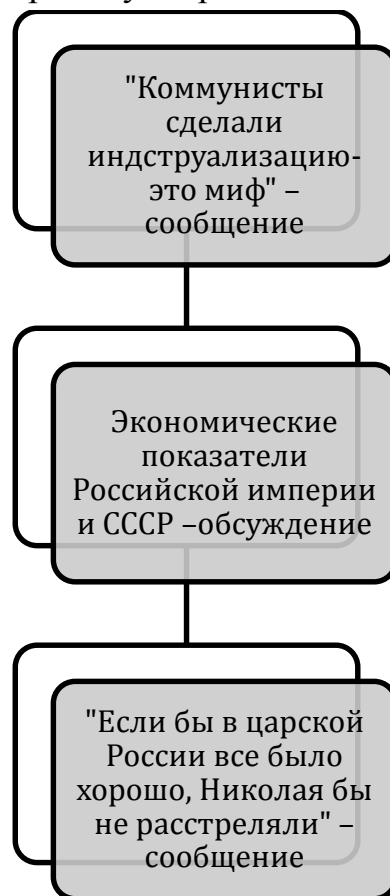 "Коммунисты
сделали
индструализацию-
это миф" –
сообщение
Экономические
показатели
Российской империи
и СССР –обсуждение
"Если бы в царской
России все было
хорошо, Николая бы
не расстреляли" –
сообщение